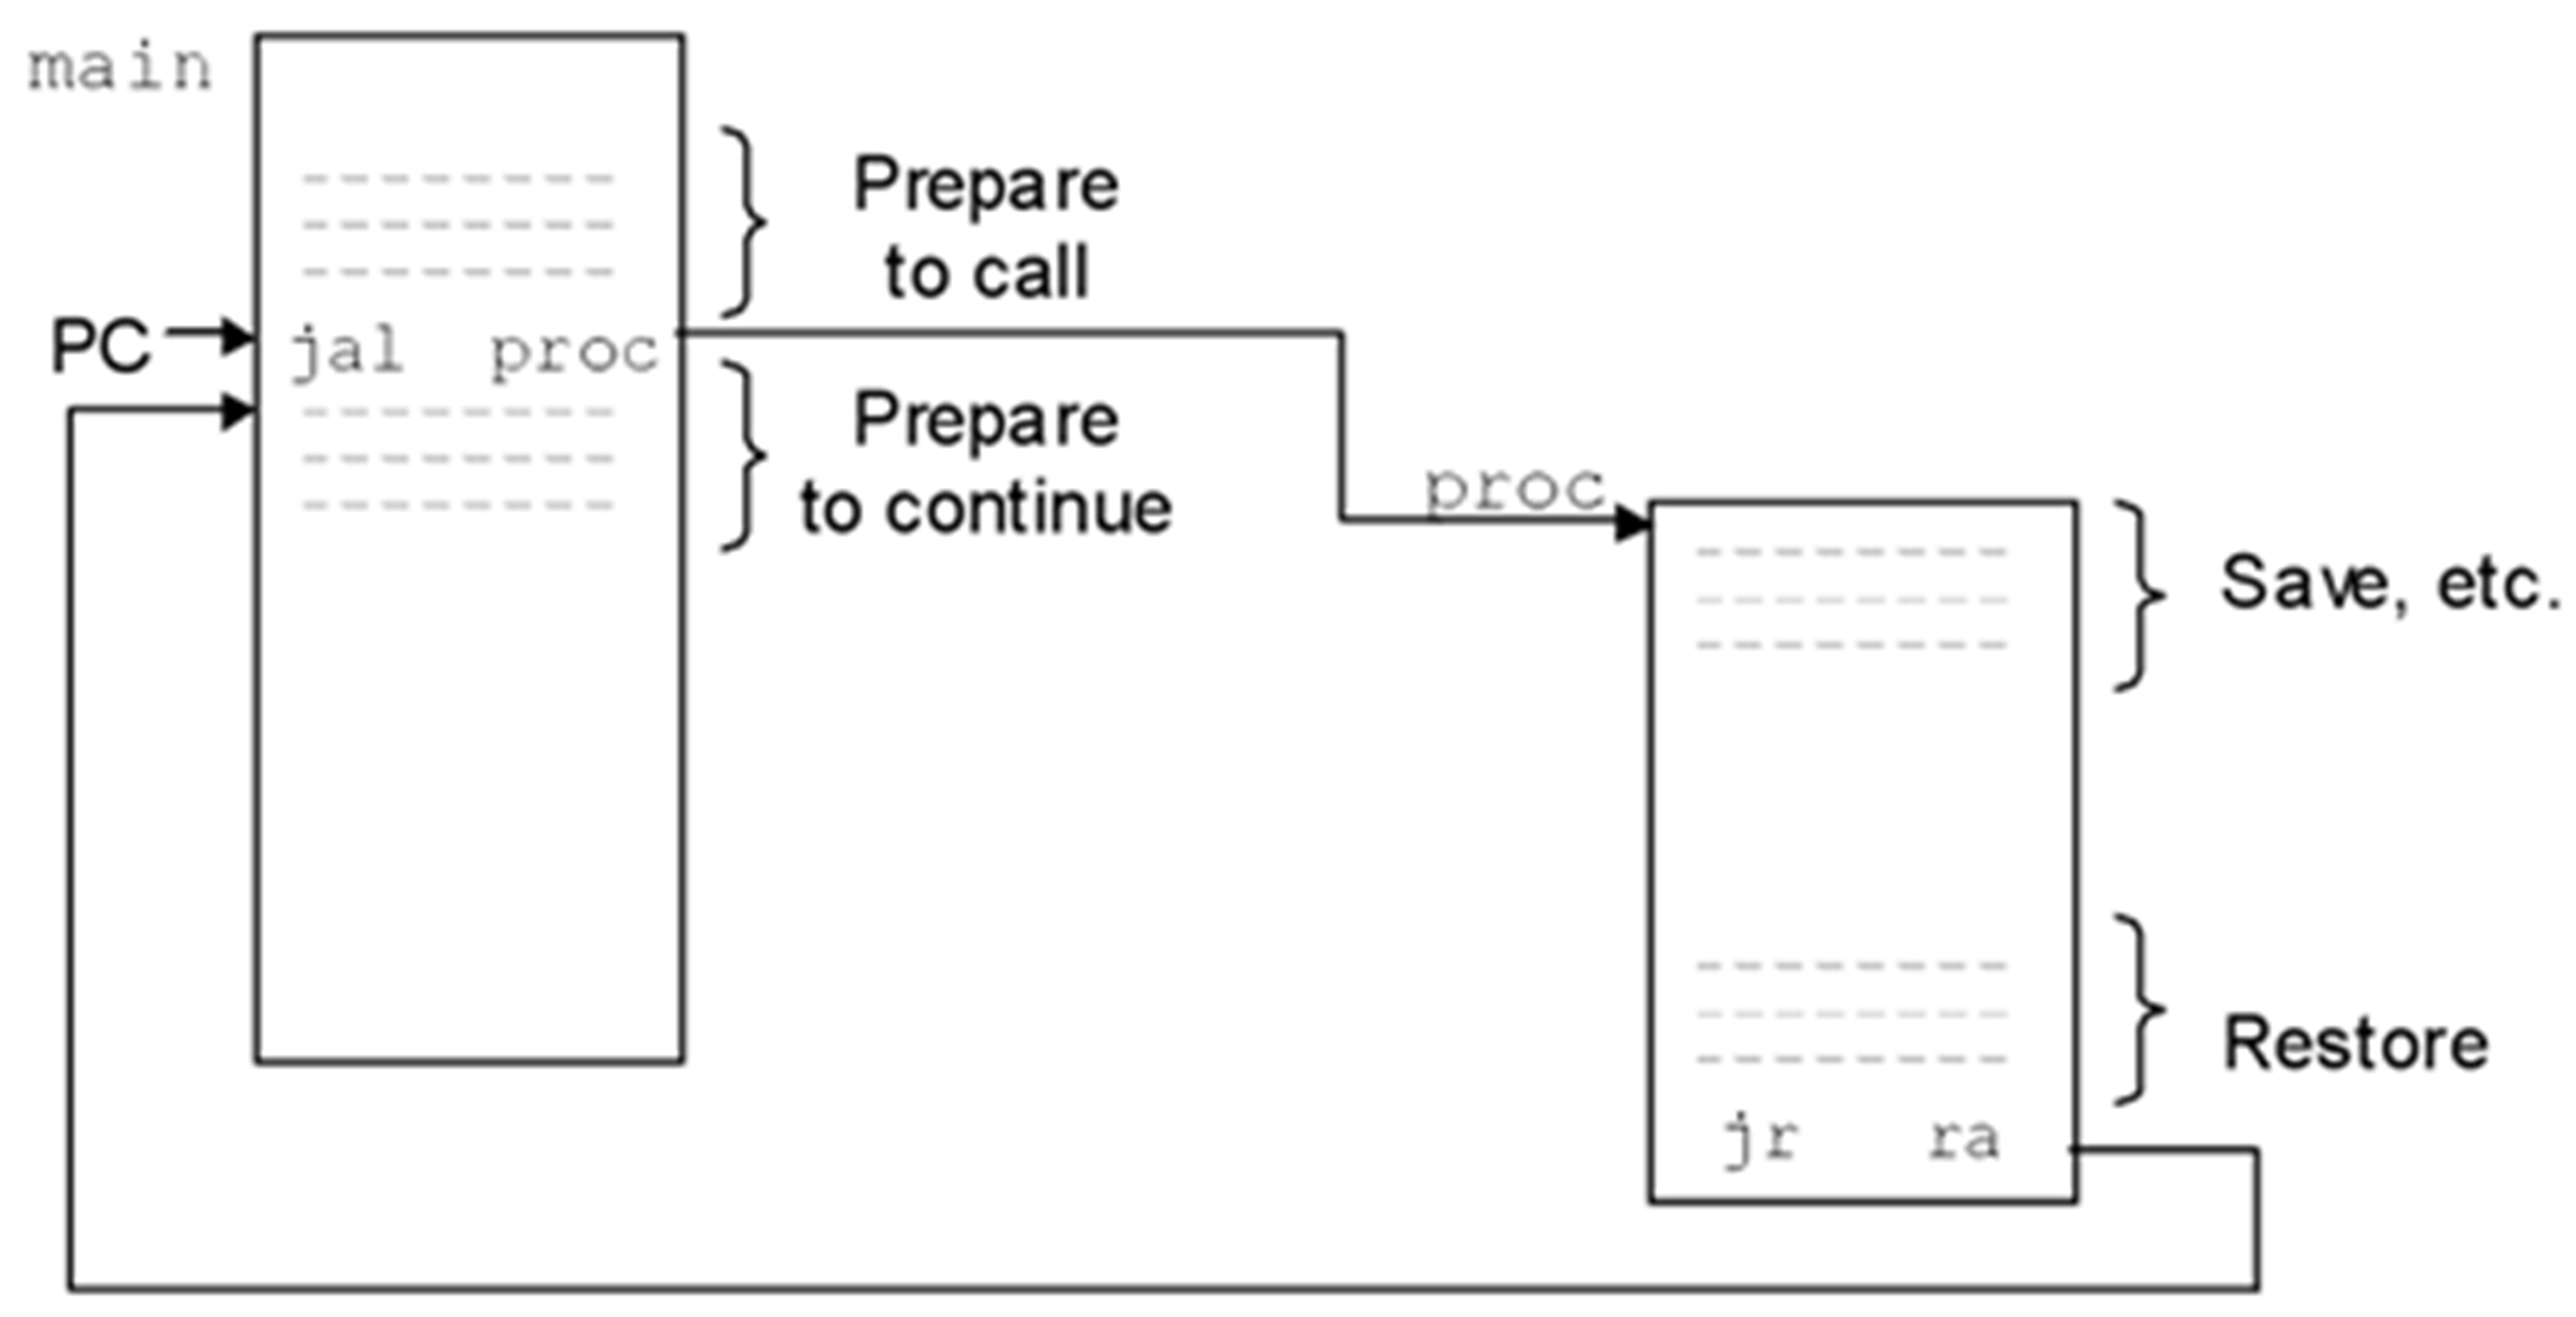 main
Prepare
to call
PC
jal proc
Prepare
to continue
proc
Save, etc.
Restore
jr ra